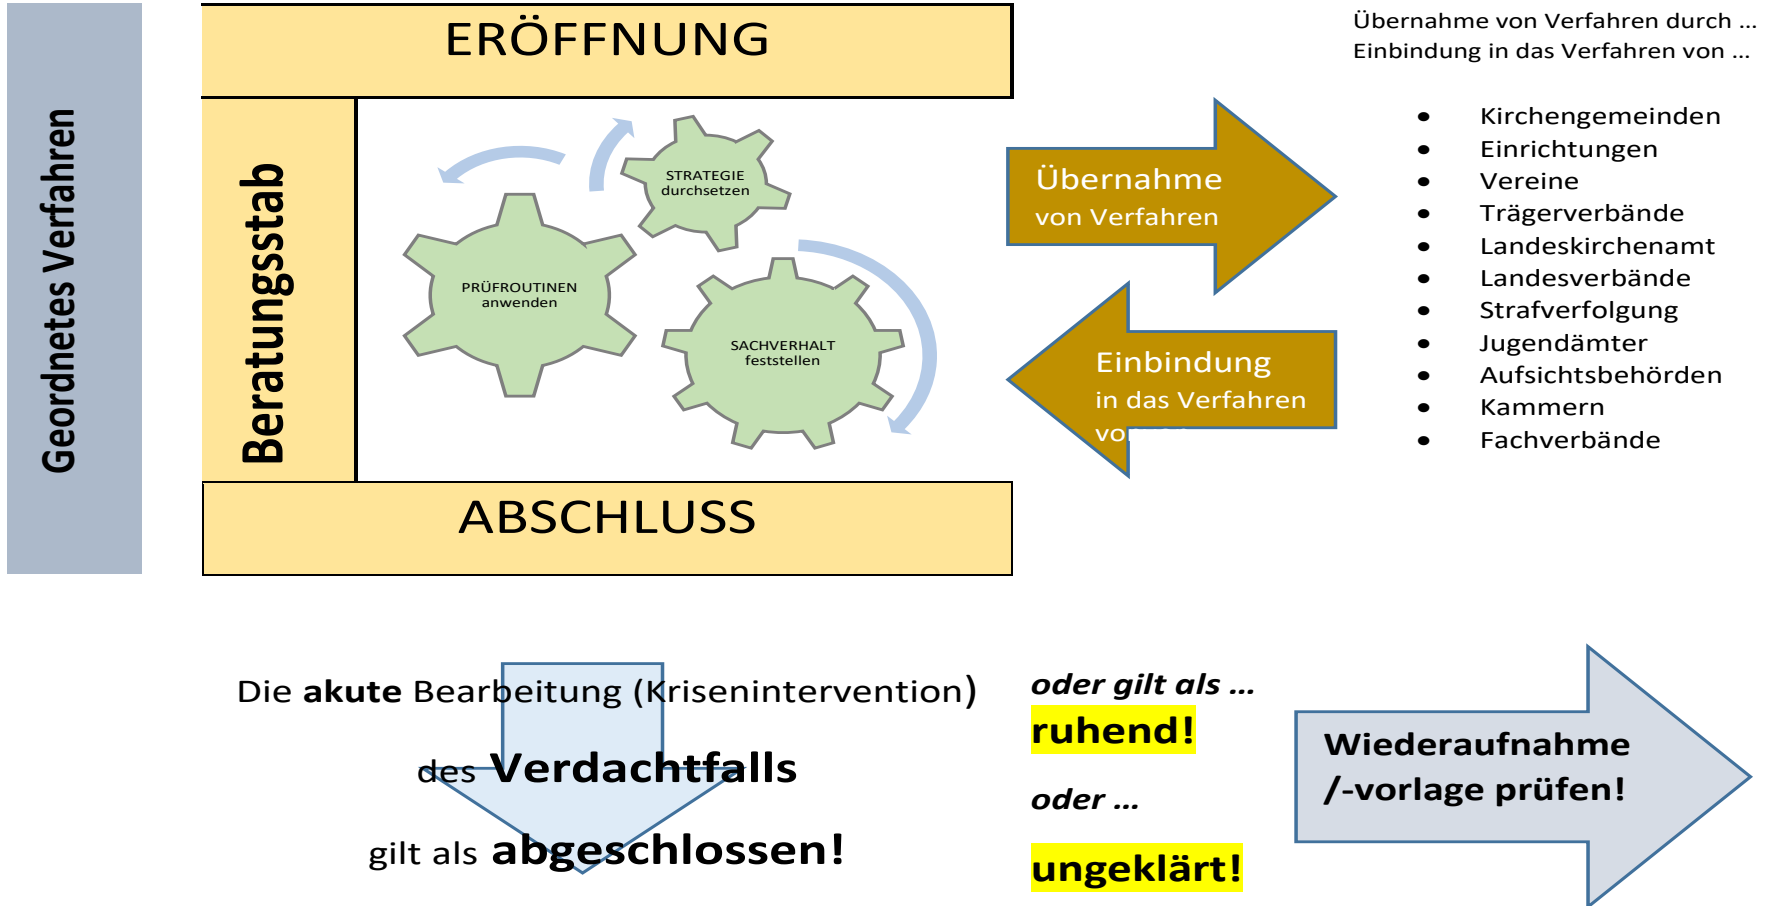 Geordnetes Verfahren
ERÖFFNUNG
Beratungsstab
STRATEGIE
durchsetzen
PRÜFROUTINEN
anwenden
SACHVERHALT
feststellen
ABSCHLUSS
Übernahme
von Verfahren
Einbindung
in das Verfahren
Übernahme von Verfahren durch ...
Einbindung in das Verfahren von ...
• Kirchengemeinden
• Einrichtungen
• Vereine
• Trägerverbände
• Landeskirchenamt
• Landesverbände
• Strafverfolgung
• Jugendämter
• Aufsichtsbehörden
• Kammern
• Fachverbände
Die akute Bearbeitung (Krisenintervention)
des Verdachtfalls
gilt als abgeschlossen!
oder gilt als ...
ruhend!
oder ...
ungeklärt!
Wiederaufnahme
/-vorlage prüfen!